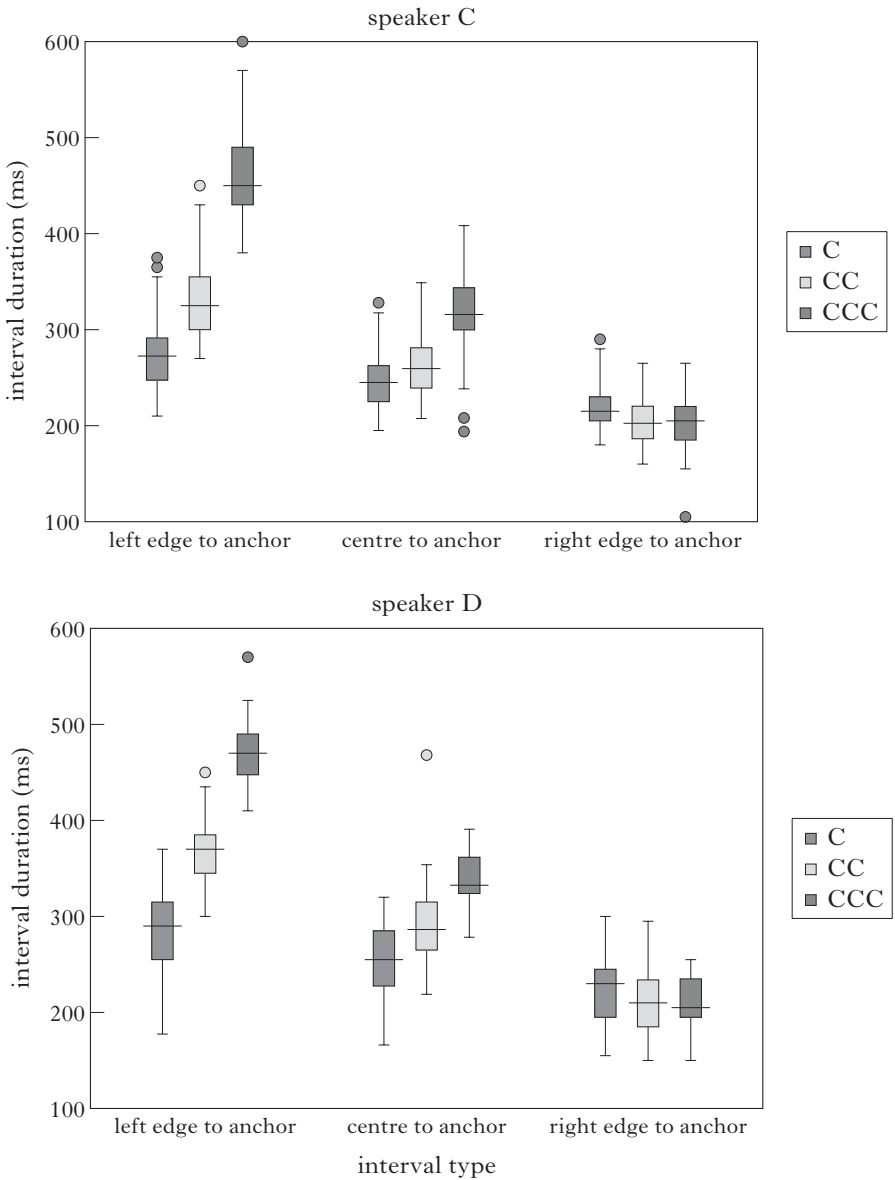 speaker C
600
500
400
300
200
100
interval duration (ms)
left edge to anchor centre to anchor right edge to anchor
C
CC
CCC
speaker D
600
500
400
300
200
100
interval duration (ms)
left edge to anchor centre to anchor right edge to anchor
interval type
C
CC
CCC